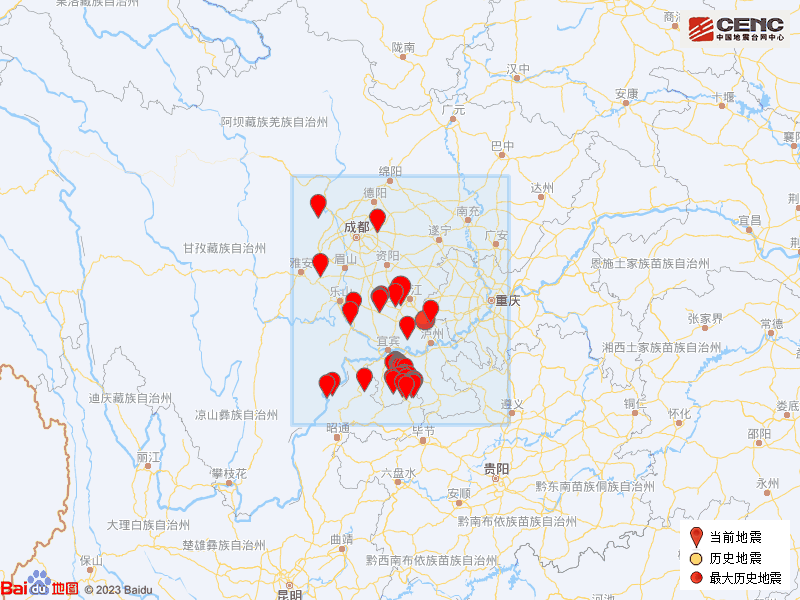 果洛藏族自治州
商洛
CENC
中国地震台网中心
陇南
汉中
安康
十堰
广元
阿坝藏族羌族自治州
襄阳
巴中
绵阳
达州
德阳
南充
宜昌
成都
遂宁
广安
甘孜藏族自治州
资阳
眉山
雅安
恩施土家族苗族自治州
乐山
江
重庆
张家界
常德
泸州
宜宾
湘西土家族苗族自治州
迪庆藏族自治州
凉山彝族自治州
遵义
铜仁
怀化
娄底
昭通
毕节
邵阳
丽江
攀枝花
六盘水
贵阳
永州
黔东南苗族侗族自治州
安顺
大理白族自治州
黔南布依族苗族自治州
曲靖
楚雄彝族自治州
保山
黔西南布依族苗族自治州
昆明
河池
当前地震
历史地震
最大历史地震
Bai du 地图
© 2023 Baidu